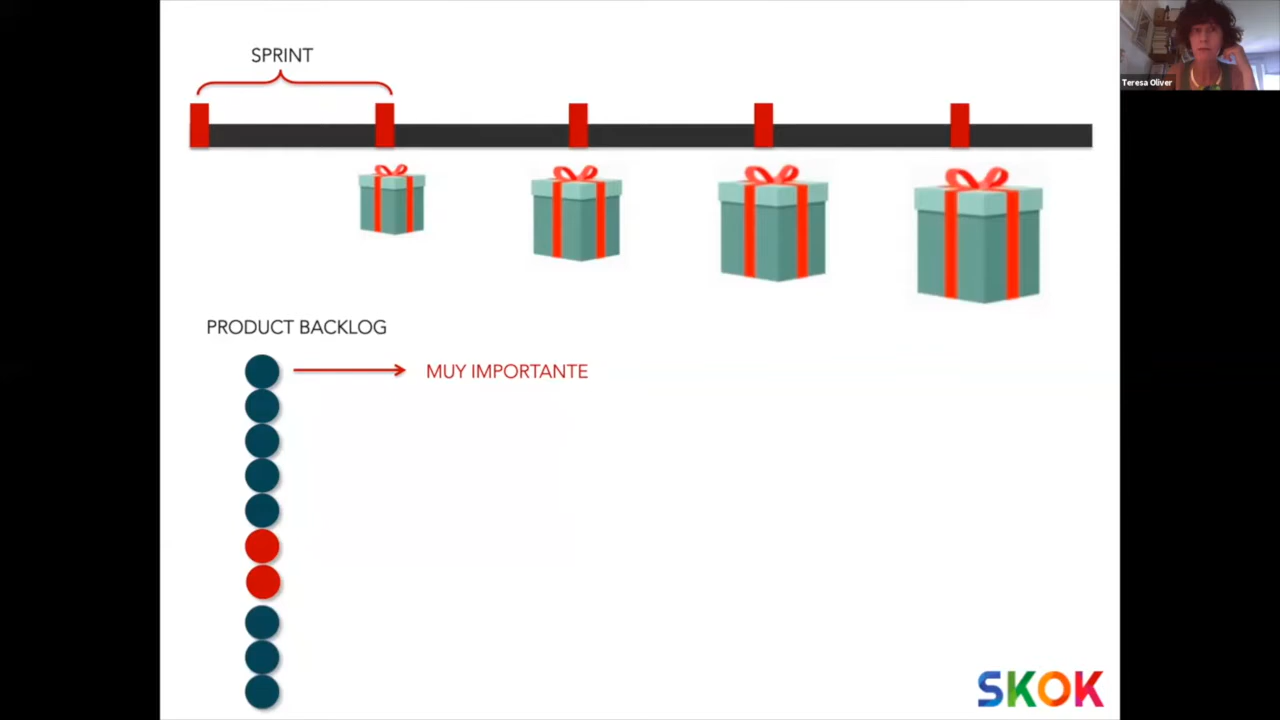 SPRINT
Teresa Oliver
PRODUCT BACKLOG
MUY IMPORTANTE
SKOK